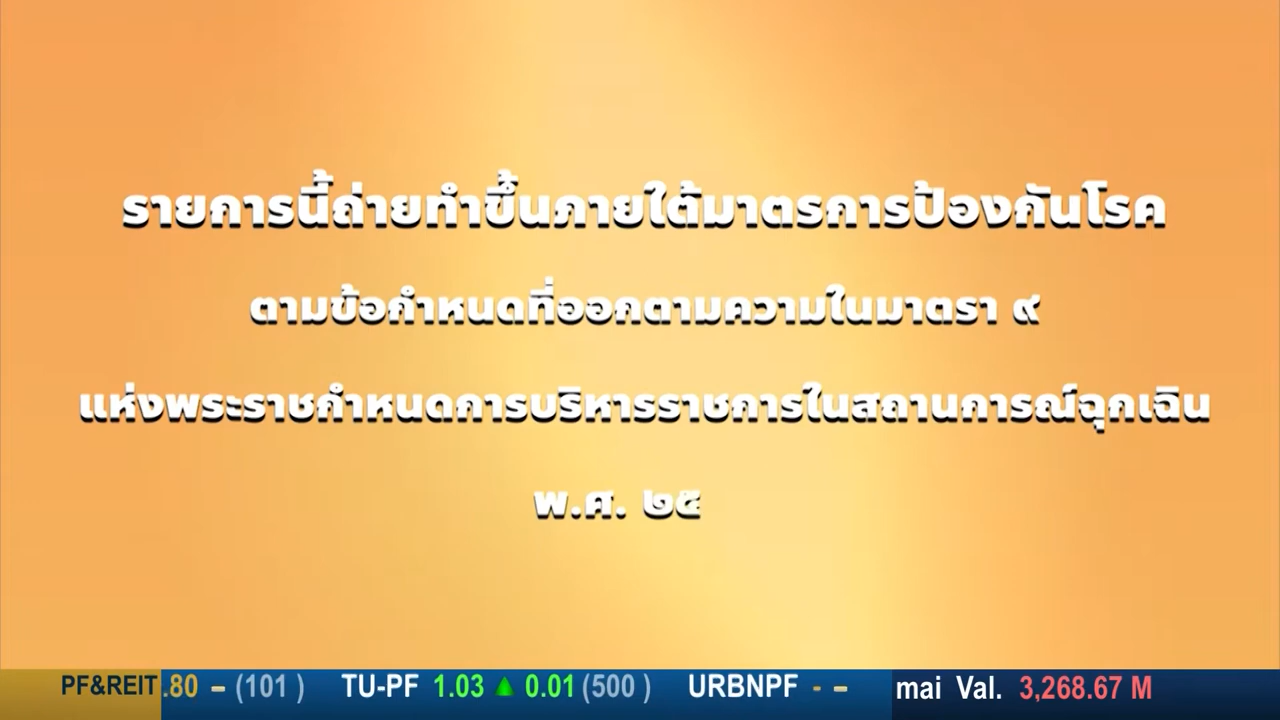 รายการนี้ถ่ายทำขึ้นภายใต้มาตรการป้องกันโรค
ตามข้อกำหนดที่ออกตามความในมาตรา ๙
แห่งพระราชกำหนดการบริหารราชการในสถานการณ์ฉุกเฉิน
พ.ศ. ๒๕
PF&REIT .80 – (101 ) TU-PF 1.03 ▲ 0.01 (500 ) URBNPF - – mai Val. 3,268.67 M